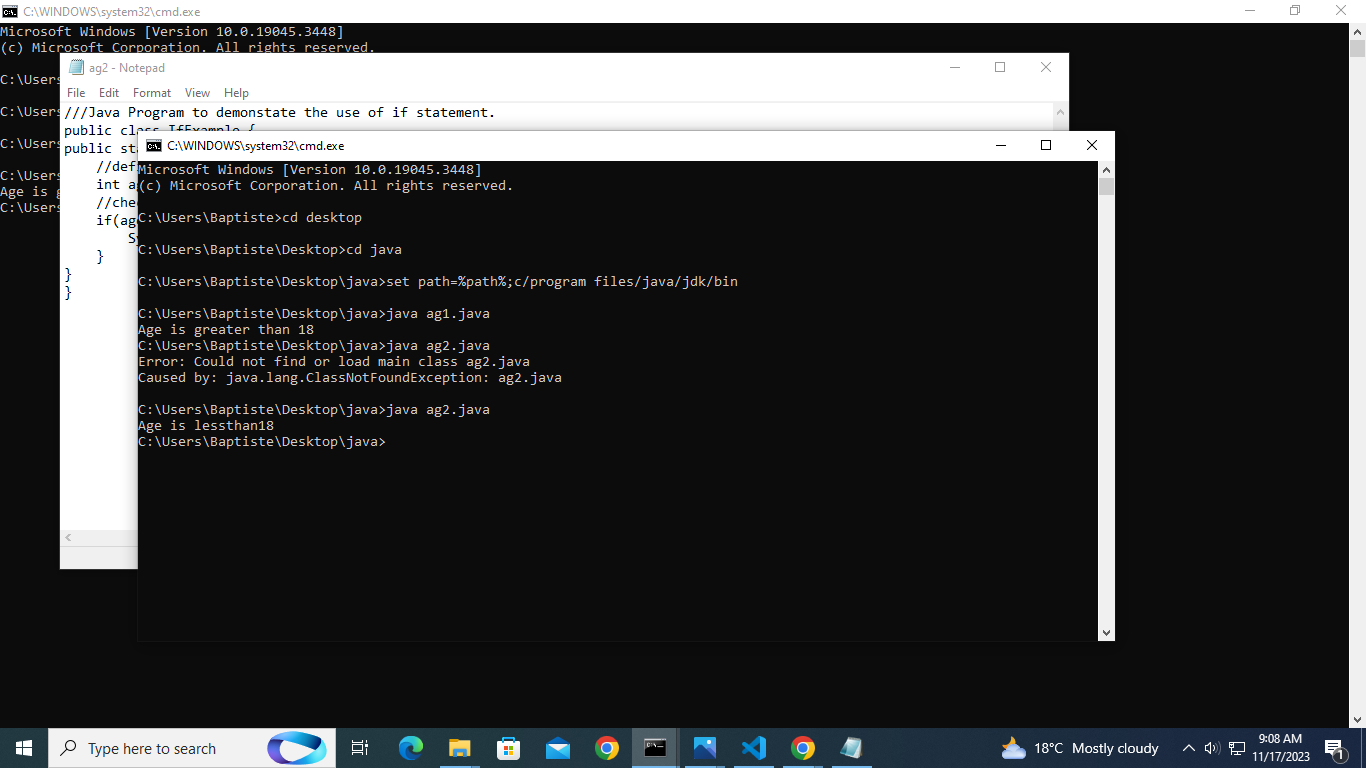 C:\WINDOWS\system32\cmd.exe
Microsoft Windows [Version 10.0.19045.3448]
(c) Microsoft Corporation. All rights reserved.
C:\Users
C:\Users
C:\Users
C:\Users
Age is
C:\Users
ag2 - Notepad
File Edit Format View Help
///Java Program to demonstate the use of if statement.
public class IfExample {
public
int
}
}
}
C:\WINDOWS\system32\cmd.exe
Microsoft Windows [Version 10.0.19045.3448]
(c) Microsoft Corporation. All rights reserved.
C:\Users\Baptiste>cd desktop
C:\Users\Baptiste\Desktop>cd java
C:\Users\Baptiste\Desktop\java>set path=%path%;c/program files/java/jdk/bin
C:\Users\Baptiste\Desktop\java>java ag1.java
Age is greater than 18
C:\Users\Baptiste\Desktop\java>java ag2.java
Error: Could not find or load main class ag2.java
Caused by: java.lang.ClassNotFoundException: ag2.java
C:\Users\Baptiste\Desktop\java>java ag2.java
Age is lessthan18
C:\Users\Baptiste\Desktop\java>
Type here to search
18°C Mostly cloudy
9:08 AM
11/17/2023
1